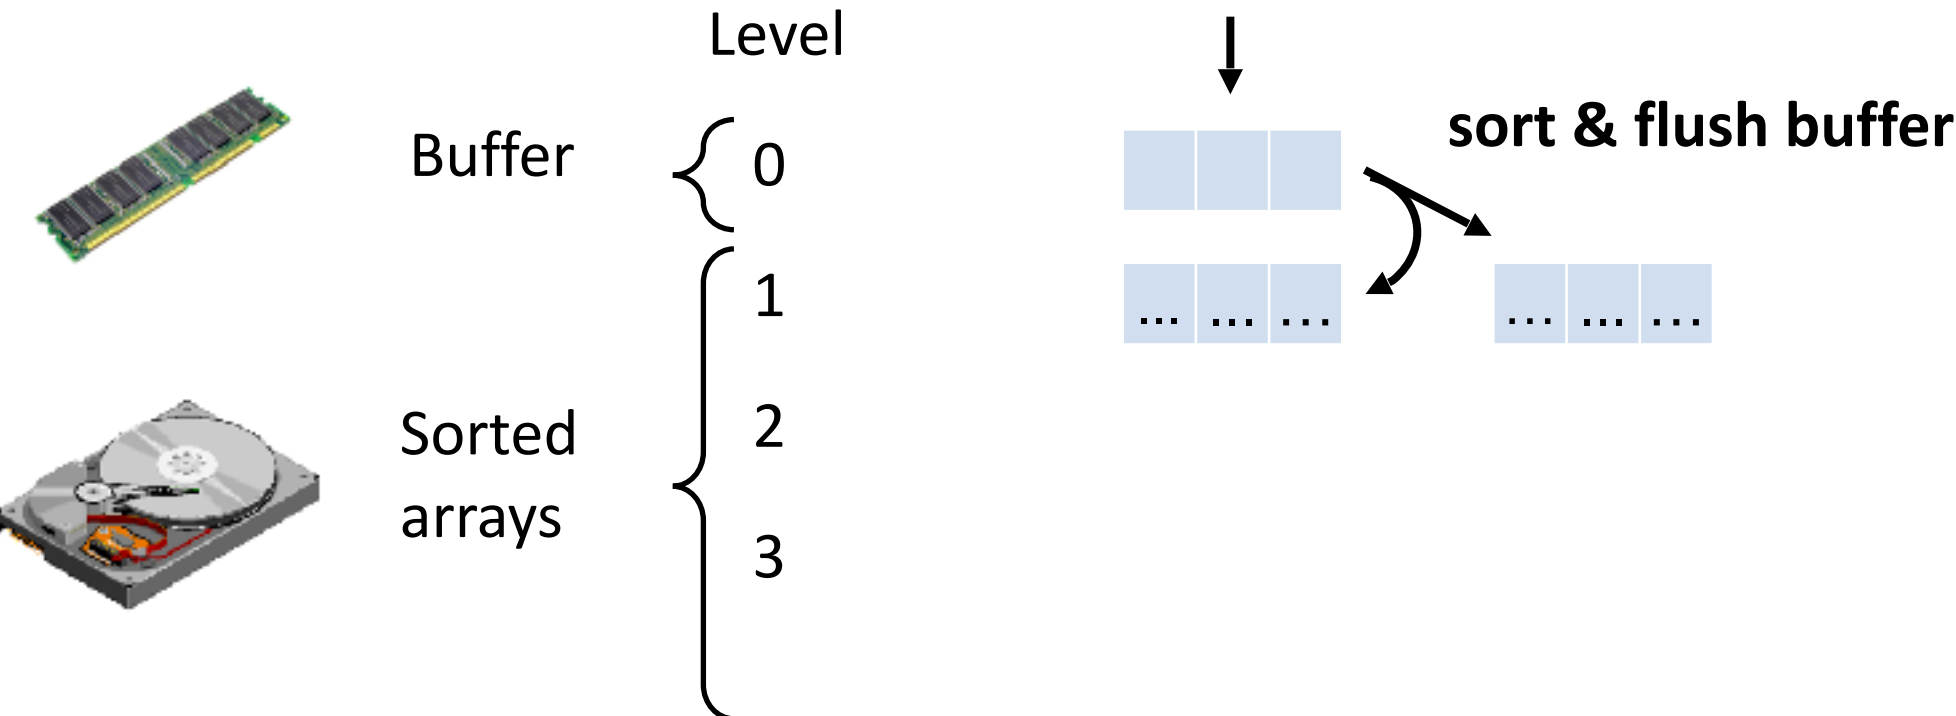 Level
Buffer
0
sort & flush buffer
1
... ... ...
... ... ...
Sorted
arrays
2
3